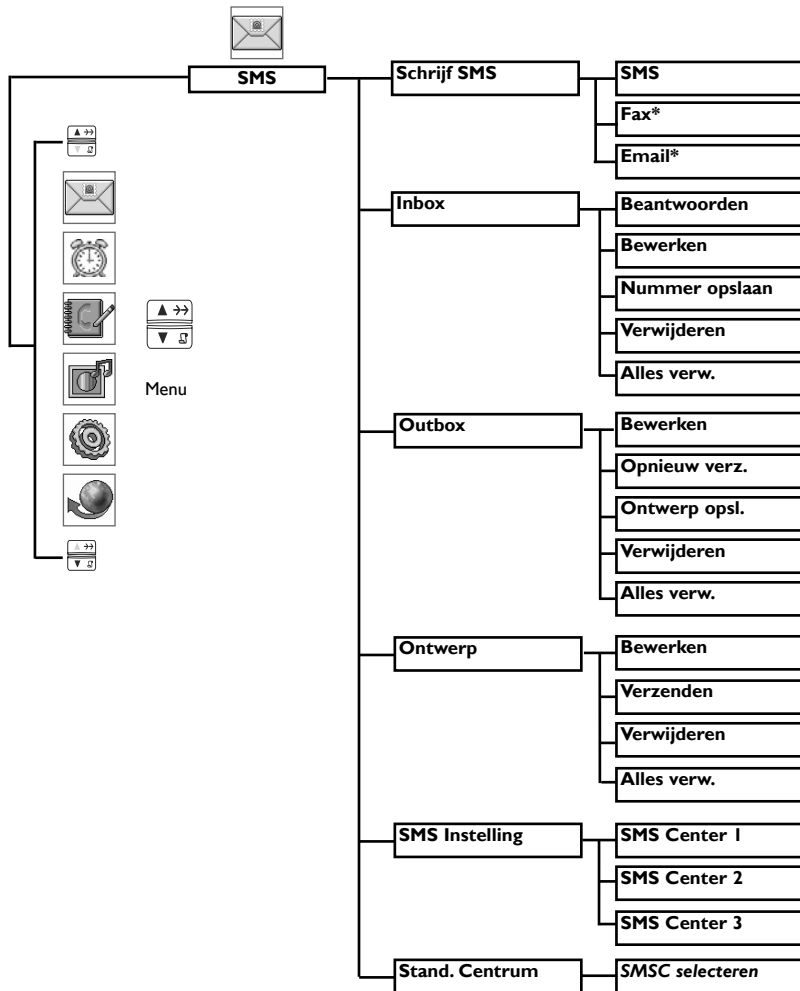 SMS
Menu
Schrijf SMS
SMS
Fax*
Email*
Inbox
Beantwoorden
Bewerken
Nummer opslaan
Verwijderen
Alles verw.
Outbox
Bewerken
Opnieuw verz.
Ontwerp opsl.
Verwijderen
Alles verw.
Ontwerp
Bewerken
Verzenden
Verwijderen
Alles verw.
SMS Instelling
SMS Center 1
SMS Center 2
SMS Center 3
Stand. Centrum
SMSC selecteren